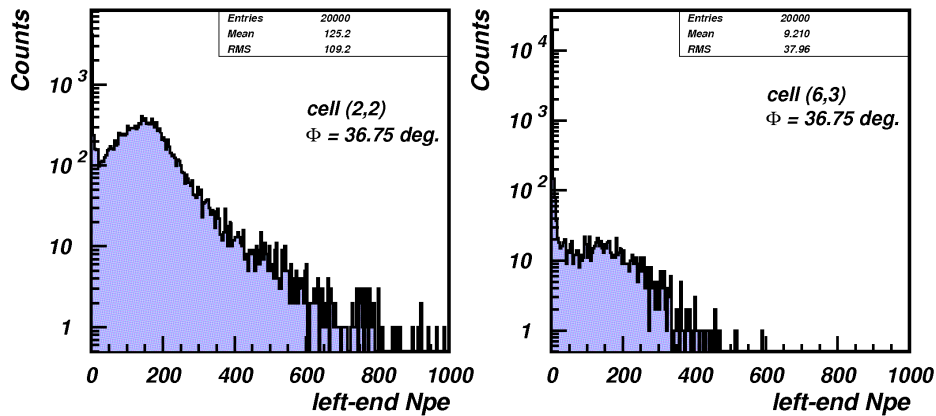 Counts
Entries 20000
Mean 125.2
RMS 109.2
cell (2,2)
Φ = 36.75 deg.
10 3
10 2
10
1
0 200 400 600 800 1000
left-end Npe
Counts
Entries 20000
Mean 9.210
RMS 37.96
cell (6,3)
Φ = 36.75 deg.
10 4
10 3
10 2
10
1
0 200 400 600 800 1000
left-end Npe